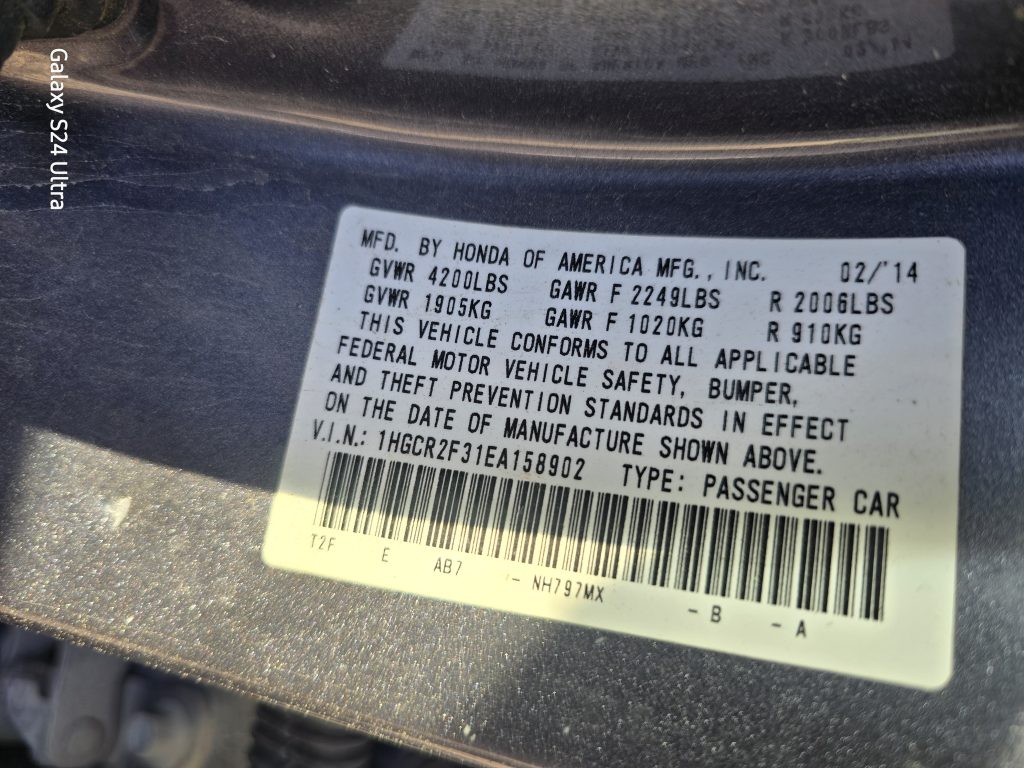 Galaxy S24 Ultra
MFD. BY HONDA OF AMERICA MFG., INC. 02/'14
GVWR 4200LBS GAWR F 2249LBS R 2006LBS
GVWR 1905KG GAWR F 1020KG R 910KG
THIS VEHICLE CONFORMS TO ALL APPLICABLE
FEDERAL MOTOR VEHICLE SAFETY, BUMPER,
AND THEFT PREVENTION STANDARDS IN EFFECT
ON THE DATE OF MANUFACTURE SHOWN ABOVE.
V.I.N.: 1HGCR2F31EA158902 TYPE: PASSENGER CAR
T2F E AB7 - NH797MX - B - A